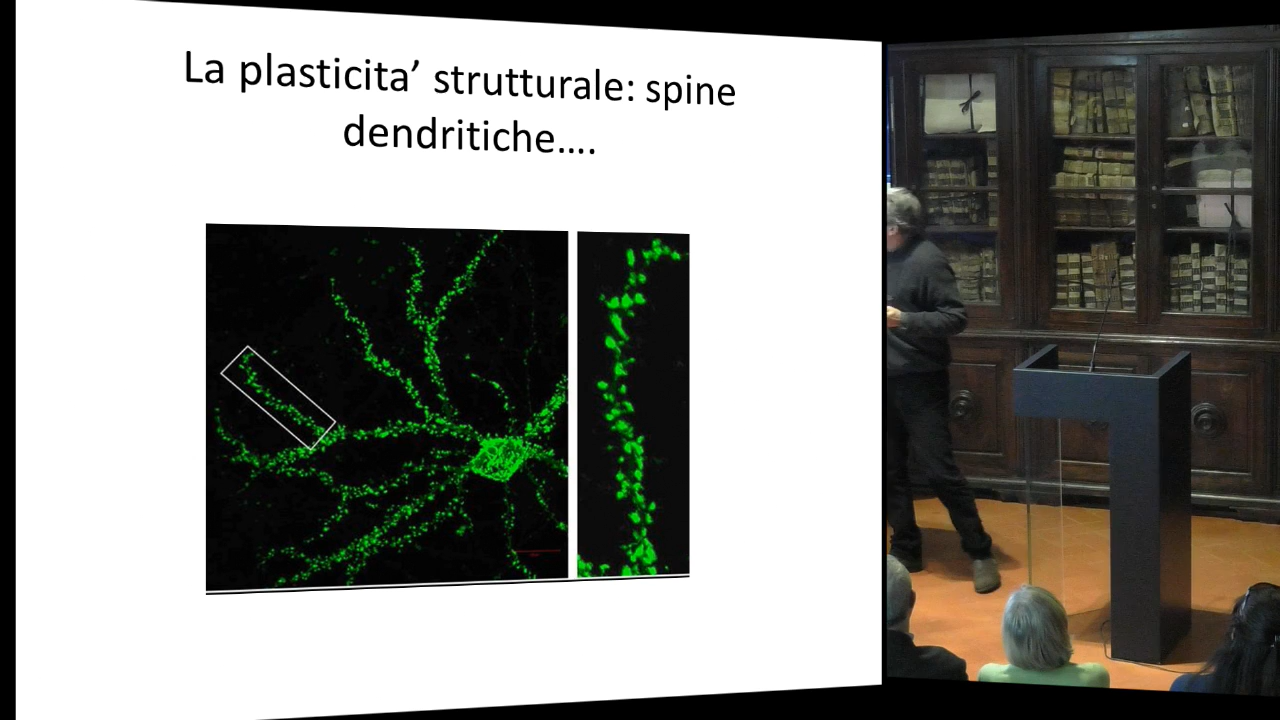 La plasticita’ strutturale: spine
dendritiche....